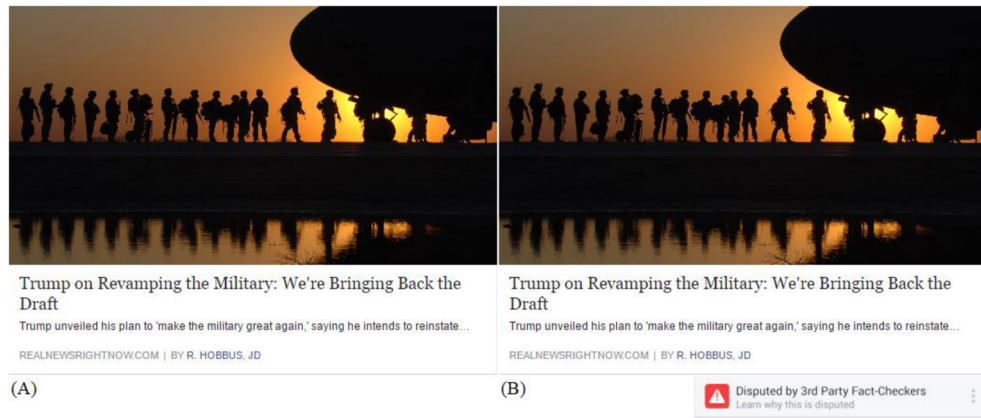 Trump on Revamping the Military: We're Bringing Back the
Draft
Trump unveiled his plan to 'make the military great again,' saying he intends to reinstate...
REALNEWSRIGHTNOW.COM | BY R. HOBBUS, JD
(A)
Trump on Revamping the Military: We're Bringing Back the
Draft
Trump unveiled his plan to 'make the military great again,' saying he intends to reinstate...
REALNEWSRIGHTNOW.COM | BY R. HOBBUS, JD
(B)
Disputed by 3rd Party Fact-Checkers
Learn why this is disputed